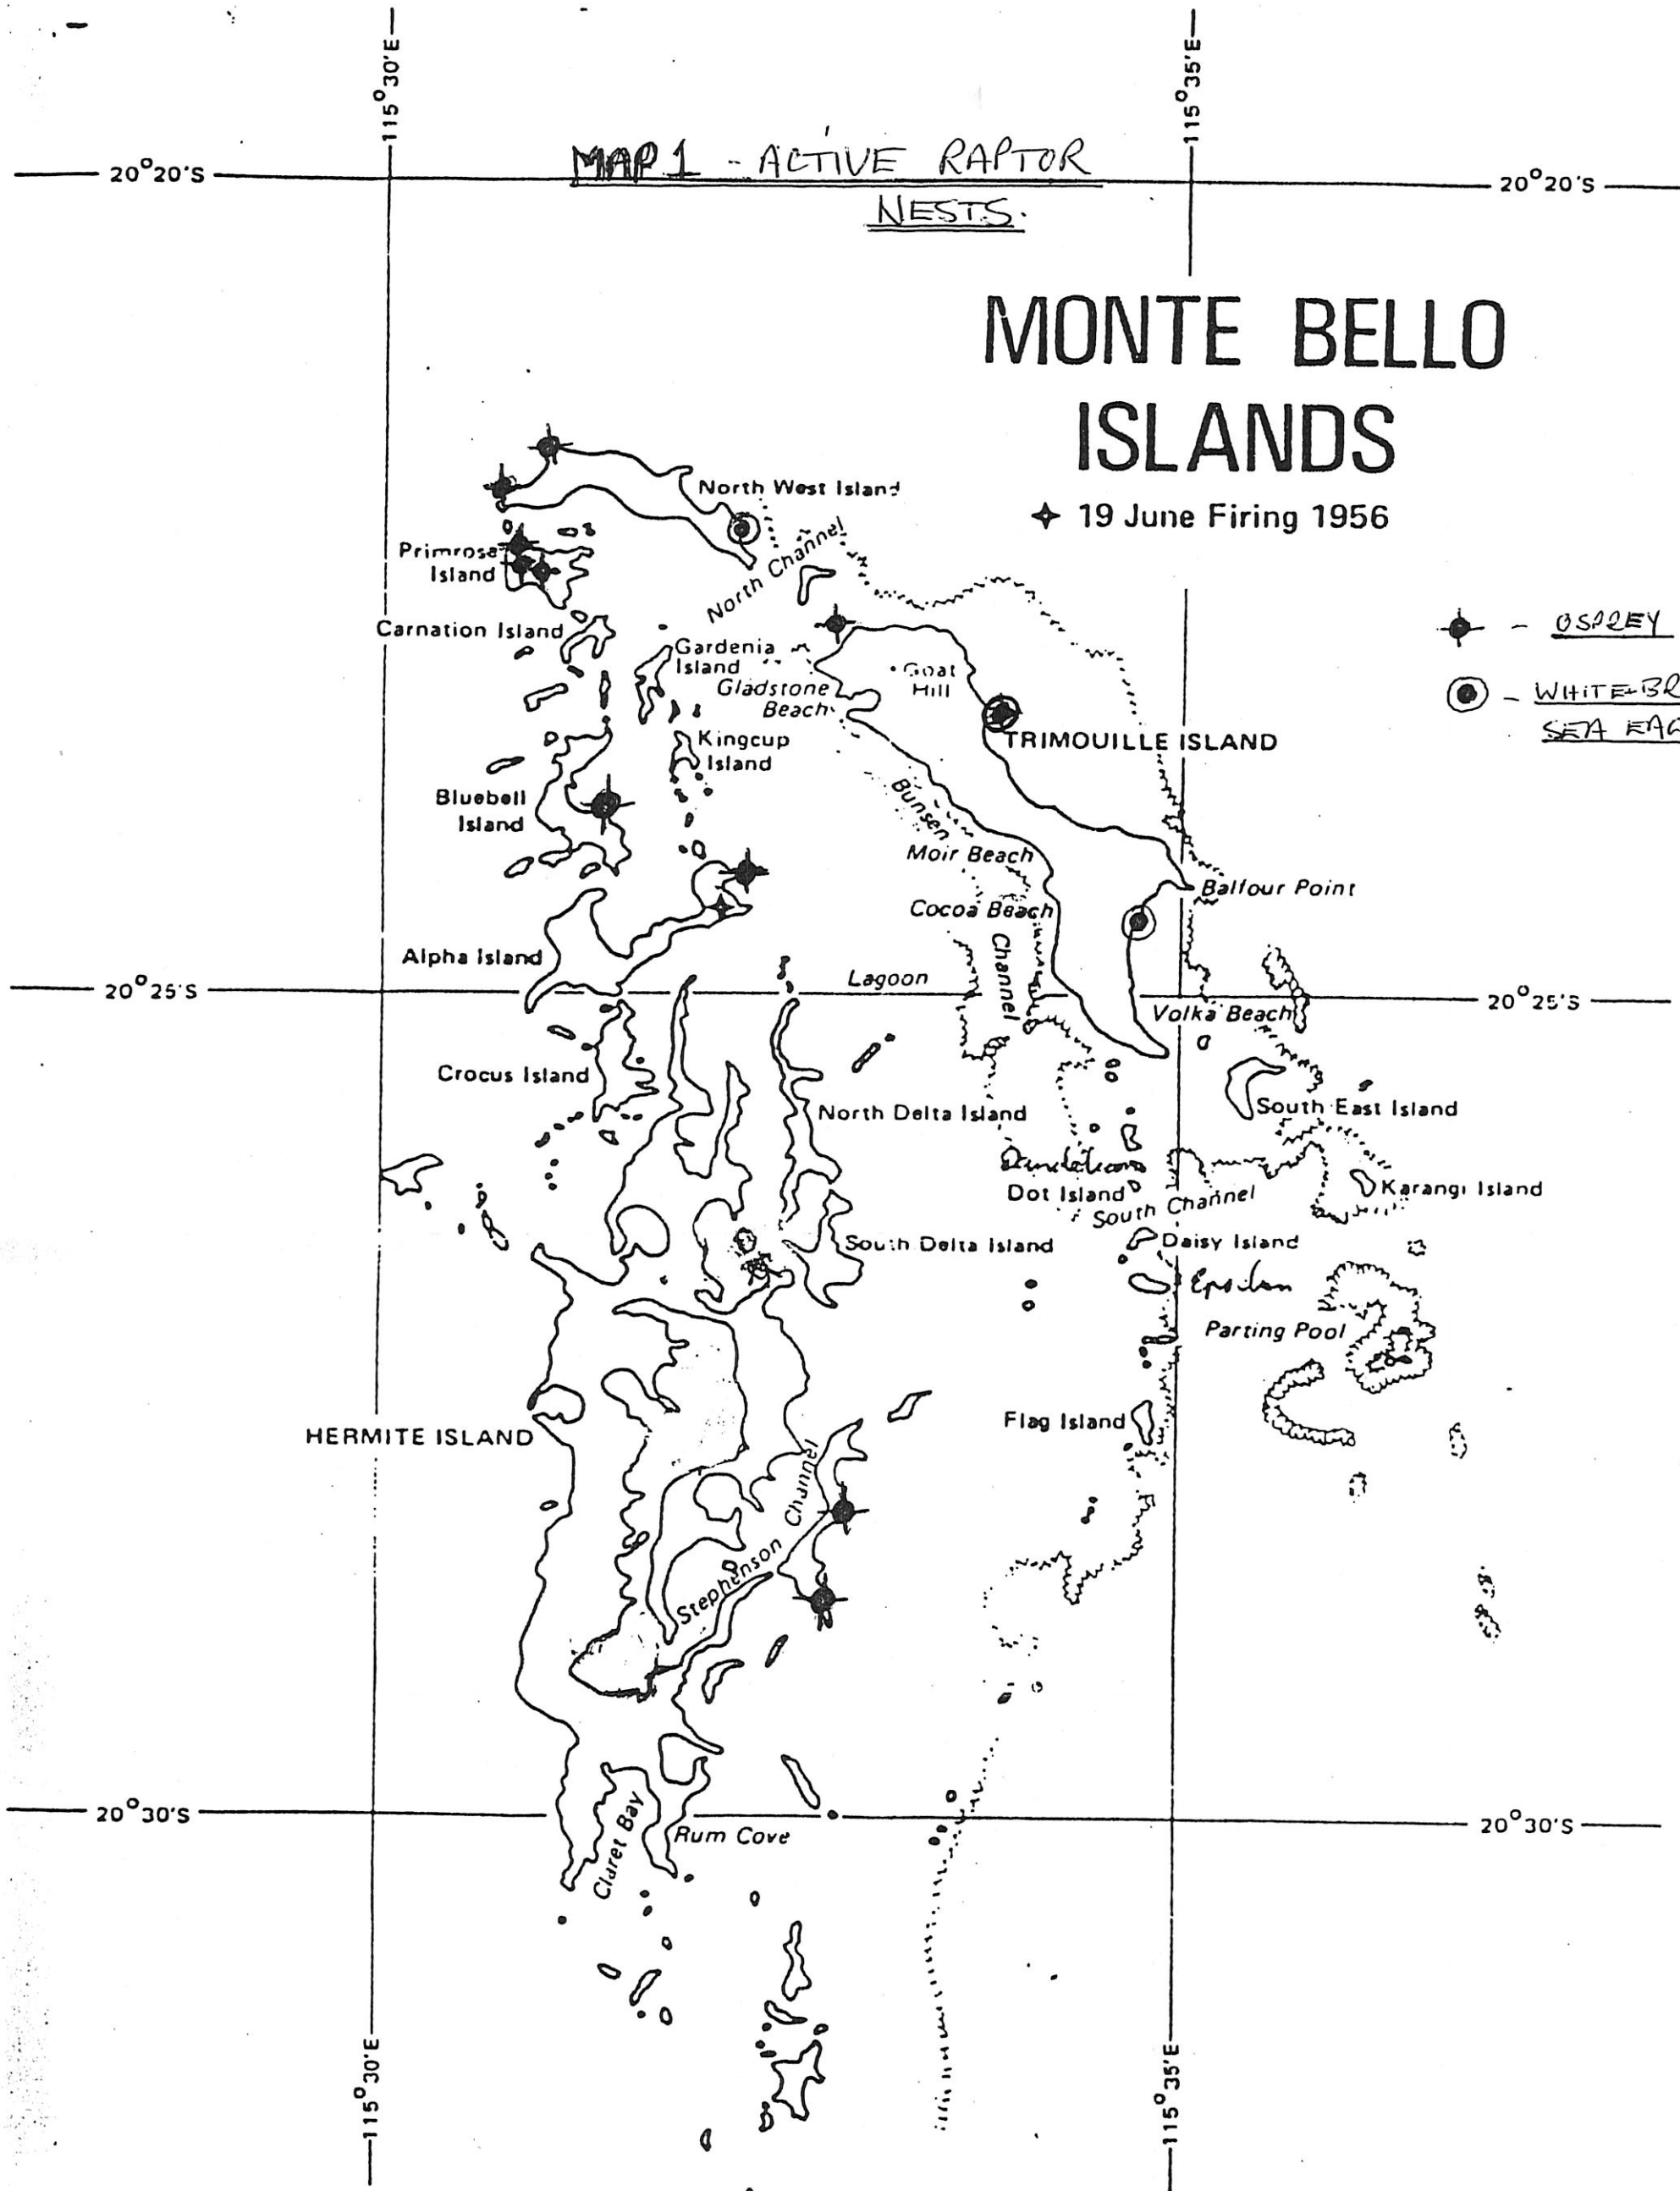 115°30'E
115°35'E
20°20'S
MAP 1 - ACTIVE RAPTOR
NESTS.
20°20'S
MONTE BELLO
ISLANDS
19 June Firing 1956
North West Island
North Channel
Primrose
Island
Carnation Island
OSPREY
Gardenia
Island
Goat
Hill
Gladstone
Beach
WHITE-BR
SEA EAG
TRIMOUILLE ISLAND
Kingcup
Island
Bluebell
Island
Bunsen
Moir Beach
Balfour Point
Cocoa Beach
Channel
Alpha Island
Lagoon
20°25'S
20°25'S
Volka Beach
Crocus Island
North Delta Island
South East Island
Dot Island
South Channel
Karangi Island
South Delta Island
Daisy Island
Epsilon
Parting Pool
Flag Island
HERMITE ISLAND
Stephenson Channel
20°30'S
20°30'S
Claret Bay
Rum Cove
115°30'E
115°35'E